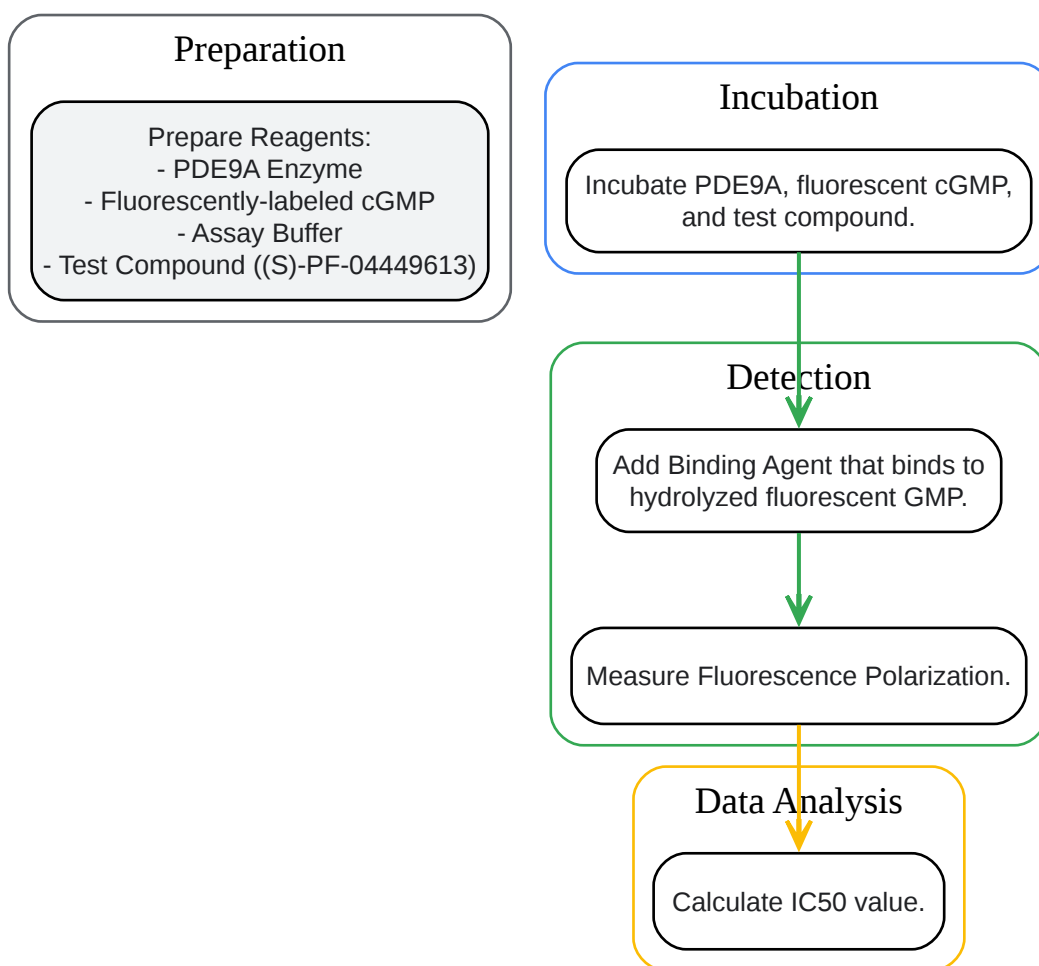 Preparation
Prepare Reagents:
- PDE9A Enzyme
- Fluorescently-labeled cGMP
- Assay Buffer
- Test Compound ((S)-PF-04449613)
Incubation
Incubate PDE9A, fluorescent cGMP,
and test compound.
Detection
Add Binding Agent that binds to
hydrolyzed fluorescent GMP.
Measure Fluorescence Polarization.
Data Analysis
Calculate IC50 value.